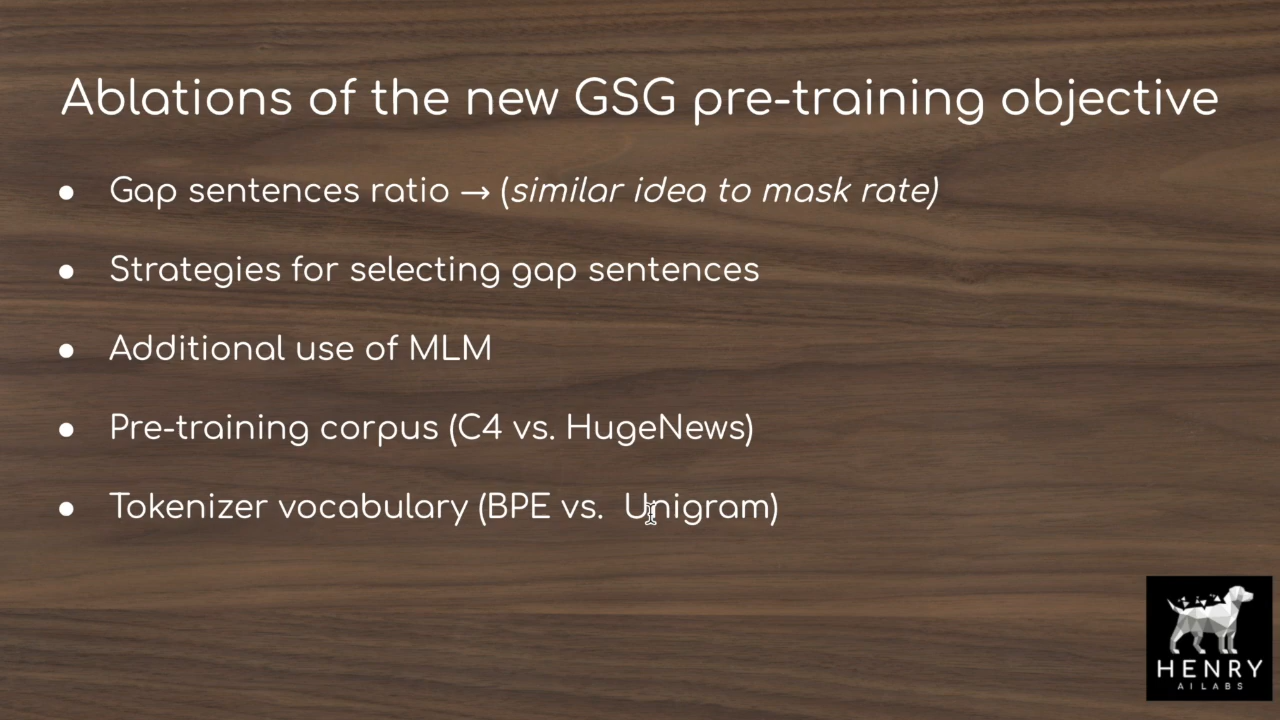 Ablations of the new GSG pre-training objective
● Gap sentences ratio → (similar idea to mask rate)
● Strategies for selecting gap sentences
● Additional use of MLM
● Pre-training corpus (C4 vs. HugeNews)
● Tokenizer vocabulary (BPE vs. Unigram)
HENRY
AI LABS